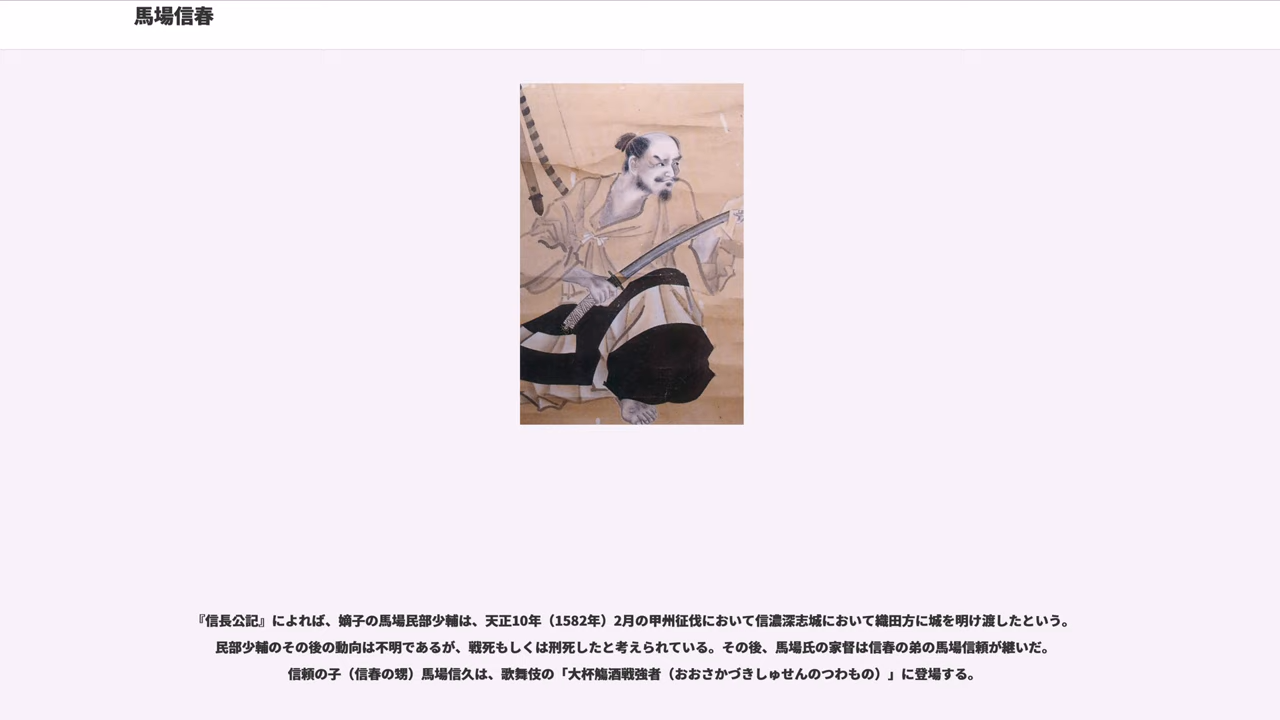 馬場信春
『信長公記』によれば、嫡子の馬場民部少輔は、天正10年（1582年）2月の甲州征伐において信濃深志城において織田方に城を明け渡したという。
民部少輔のその後の動向は不明であるが、戦死もしくは刑死したと考えられている。その後、馬場氏の家督は信春の弟の馬場信頼が継いだ。
信頼の子（信春の甥）馬場信久は、歌舞伎の「大杯觴酒戦強者（おおさかづきしゅせんのつわもの）」に登場する。